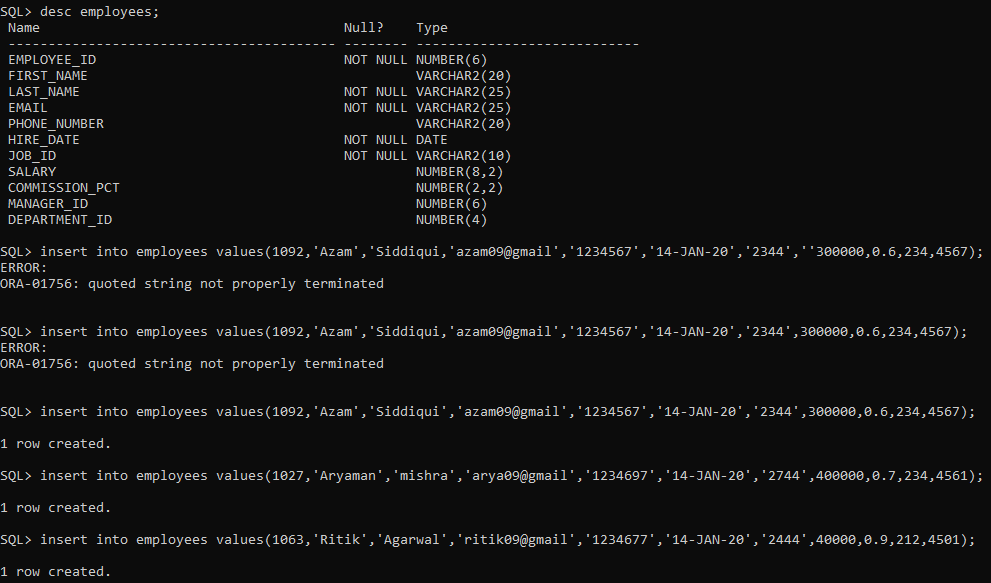 SQL> desc employees;
Name Null? Type
----------------------------------------- -------- ----------------------------
EMPLOYEE_ID NOT NULL NUMBER(6)
FIRST_NAME VARCHAR2(20)
LAST_NAME NOT NULL VARCHAR2(25)
EMAIL NOT NULL VARCHAR2(25)
PHONE_NUMBER VARCHAR2(20)
HIRE_DATE NOT NULL DATE
JOB_ID NOT NULL VARCHAR2(10)
SALARY NUMBER(8,2)
COMMISSION_PCT NUMBER(2,2)
MANAGER_ID NUMBER(6)
DEPARTMENT_ID NUMBER(4)
SQL> insert into employees values(1092,'Azam','Siddiqui,'azam09@gmail','1234567','14-JAN-20','2344',''300000,0.6,234,4567);
ERROR:
ORA-01756: quoted string not properly terminated
SQL> insert into employees values(1092,'Azam','Siddiqui,'azam09@gmail','1234567','14-JAN-20','2344',300000,0.6,234,4567);
ERROR:
ORA-01756: quoted string not properly terminated
SQL> insert into employees values(1092,'Azam','Siddiqui','azam09@gmail','1234567','14-JAN-20','2344',300000,0.6,234,4567);
1 row created.
SQL> insert into employees values(1027,'Aryaman','mishra','arya09@gmail','1234697','14-JAN-20','2744',400000,0.7,234,4561);
1 row created.
SQL> insert into employees values(1063,'Ritik','Agarwal','ritik09@gmail','1234677','14-JAN-20','2444',40000,0.9,212,4501);
1 row created.